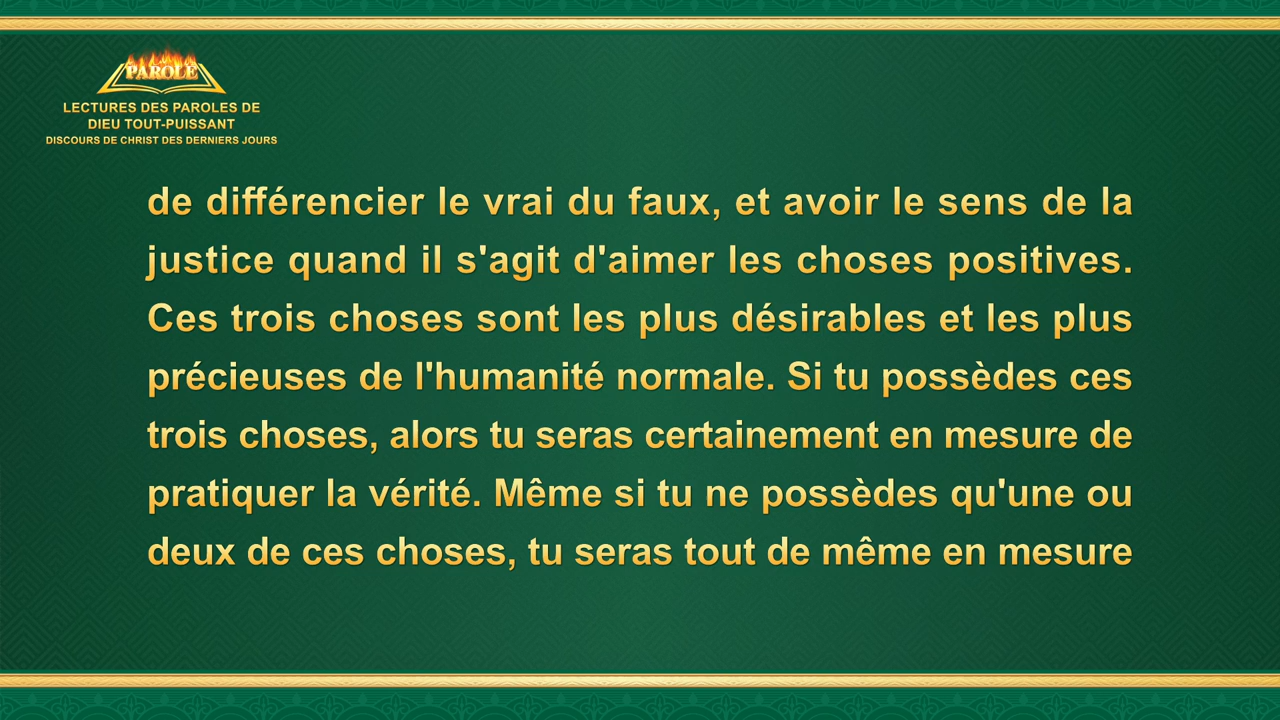 PAROLE
LECTURES DES PAROLES DE
DIEU TOUT-PUISSANT
DISCOURS DE CHRIST DES DERNIERS JOURS
de différencier le vrai du faux, et avoir le sens de la
justice quand il s'agit d'aimer les choses positives.
Ces trois choses sont les plus désirables et les plus
précieuses de l'humanité normale. Si tu possèdes ces
trois choses, alors tu seras certainement en mesure de
pratiquer la vérité. Même si tu ne possèdes qu'une ou
deux de ces choses, tu seras tout de même en mesure